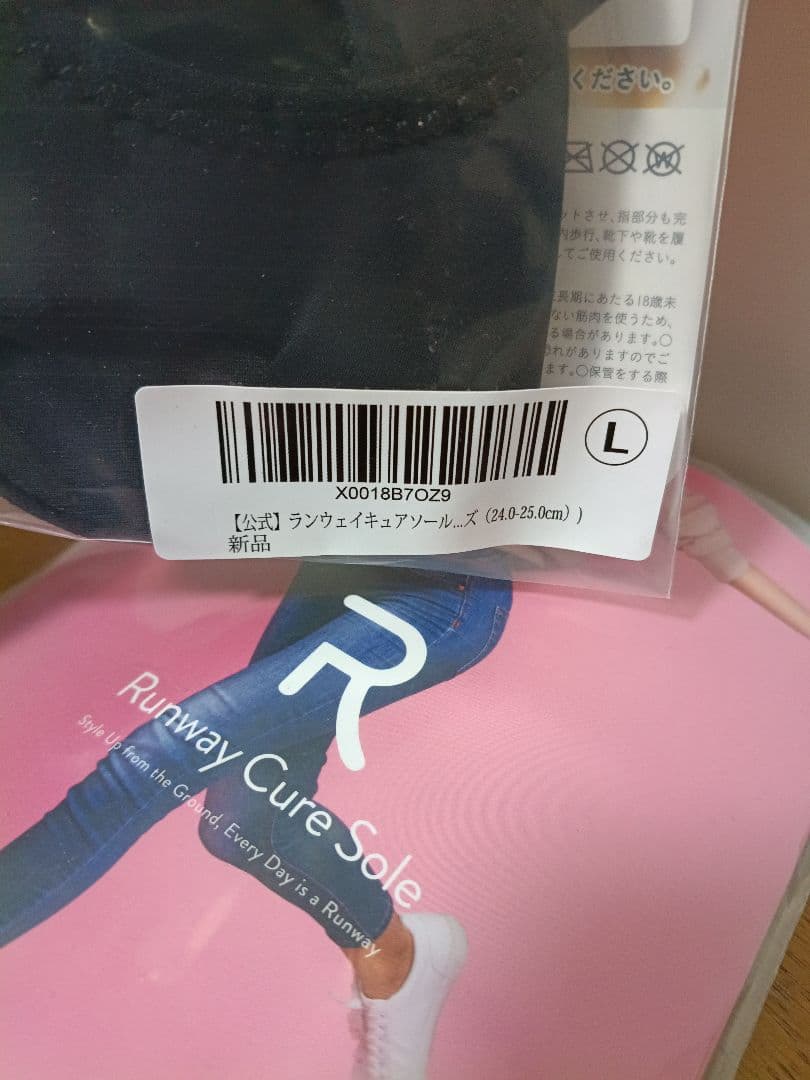 ください。
ットさせ、指部分も完
内歩行、靴下や靴を履
してご使用ください。
長期にあたる18歳未
ない筋肉を使うため、
る場合があります。〇
れがありますのでご
ます。〇保管をする際
L
X0018B7OZ9
【公式】ランウェイキュアソール...ズ（24.0-25.0cm）)
新品
R
Runway Cure Sole
Style Up from the Ground, Every Day is a Runway